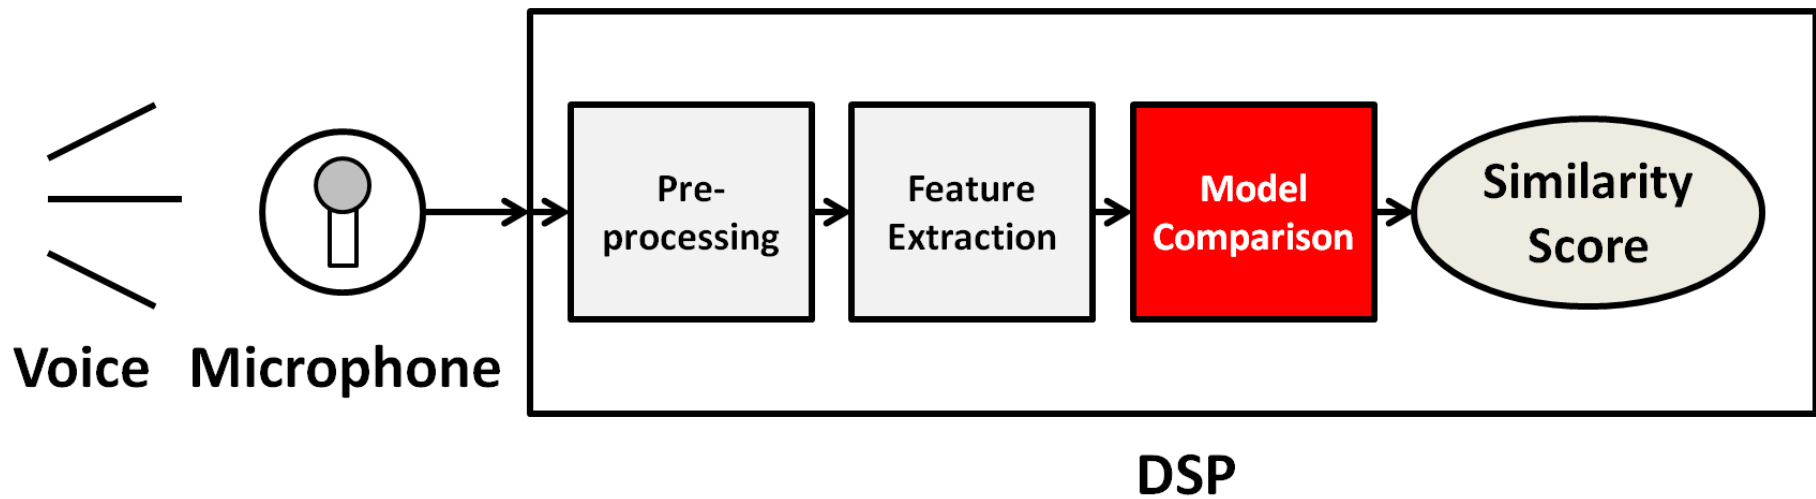 Voice
Microphone
Pre-
processing
Feature
Extraction
Model
Comparison
Similarity
Score
DSP